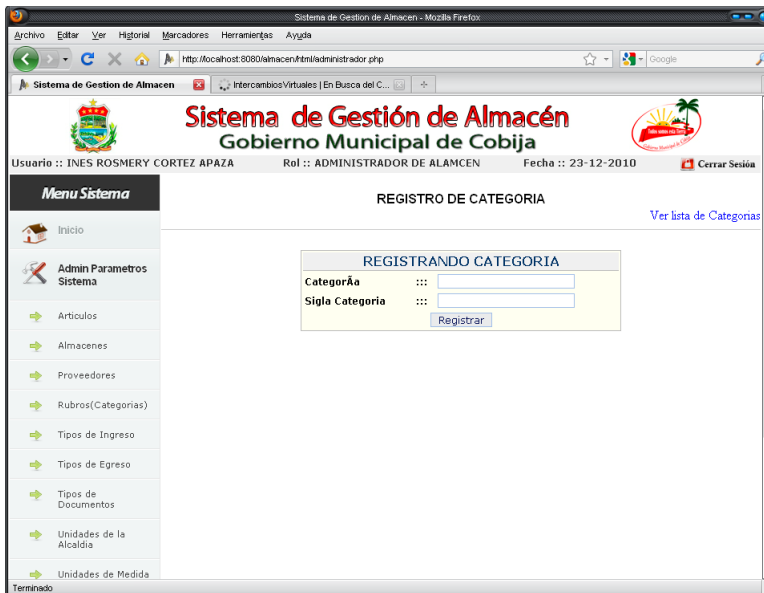 Sistema de Gestion de Almacen - Mozilla Firefox
Archivo Editar Ver Historial Marcadores Herramientas Ayuda
http://localhost:8080/almacen/html/administrador.php
Google
Sistema de Gestion de Almacen
IntercambiosVirtuales | En Busca del C...
Sistema de Gestión de Almacén
Gobierno Municipal de Cobija
Usuario :: INES ROSMERY CORTEZ APAZA Rol :: ADMINISTRADOR DE ALAMCEN Fecha :: 23-12-2010 Cerrar Sesión
Menu Sistema
REGISTRO DE CATEGORIA
Ver lista de Categorias
Inicio
Admin Parametros
Sistema
REGISTRANDO CATEGORIA
CategorÃa :::
Sigla Categoria :::
Registrar
Articulos
Almacenes
Proveedores
Rubros(Categorias)
Tipos de Ingreso
Tipos de Egreso
Tipos de
Documentos
Unidades de la
Alcaldia
Unidades de Medida
Terminado